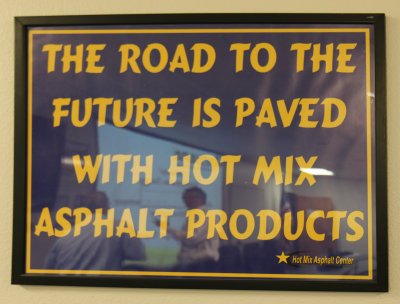 THE ROAD TO THE
FUTURE IS PAVED
WITH HOT MIX
ASPHALT PRODUCTS
Hot Mix Asphalt Center